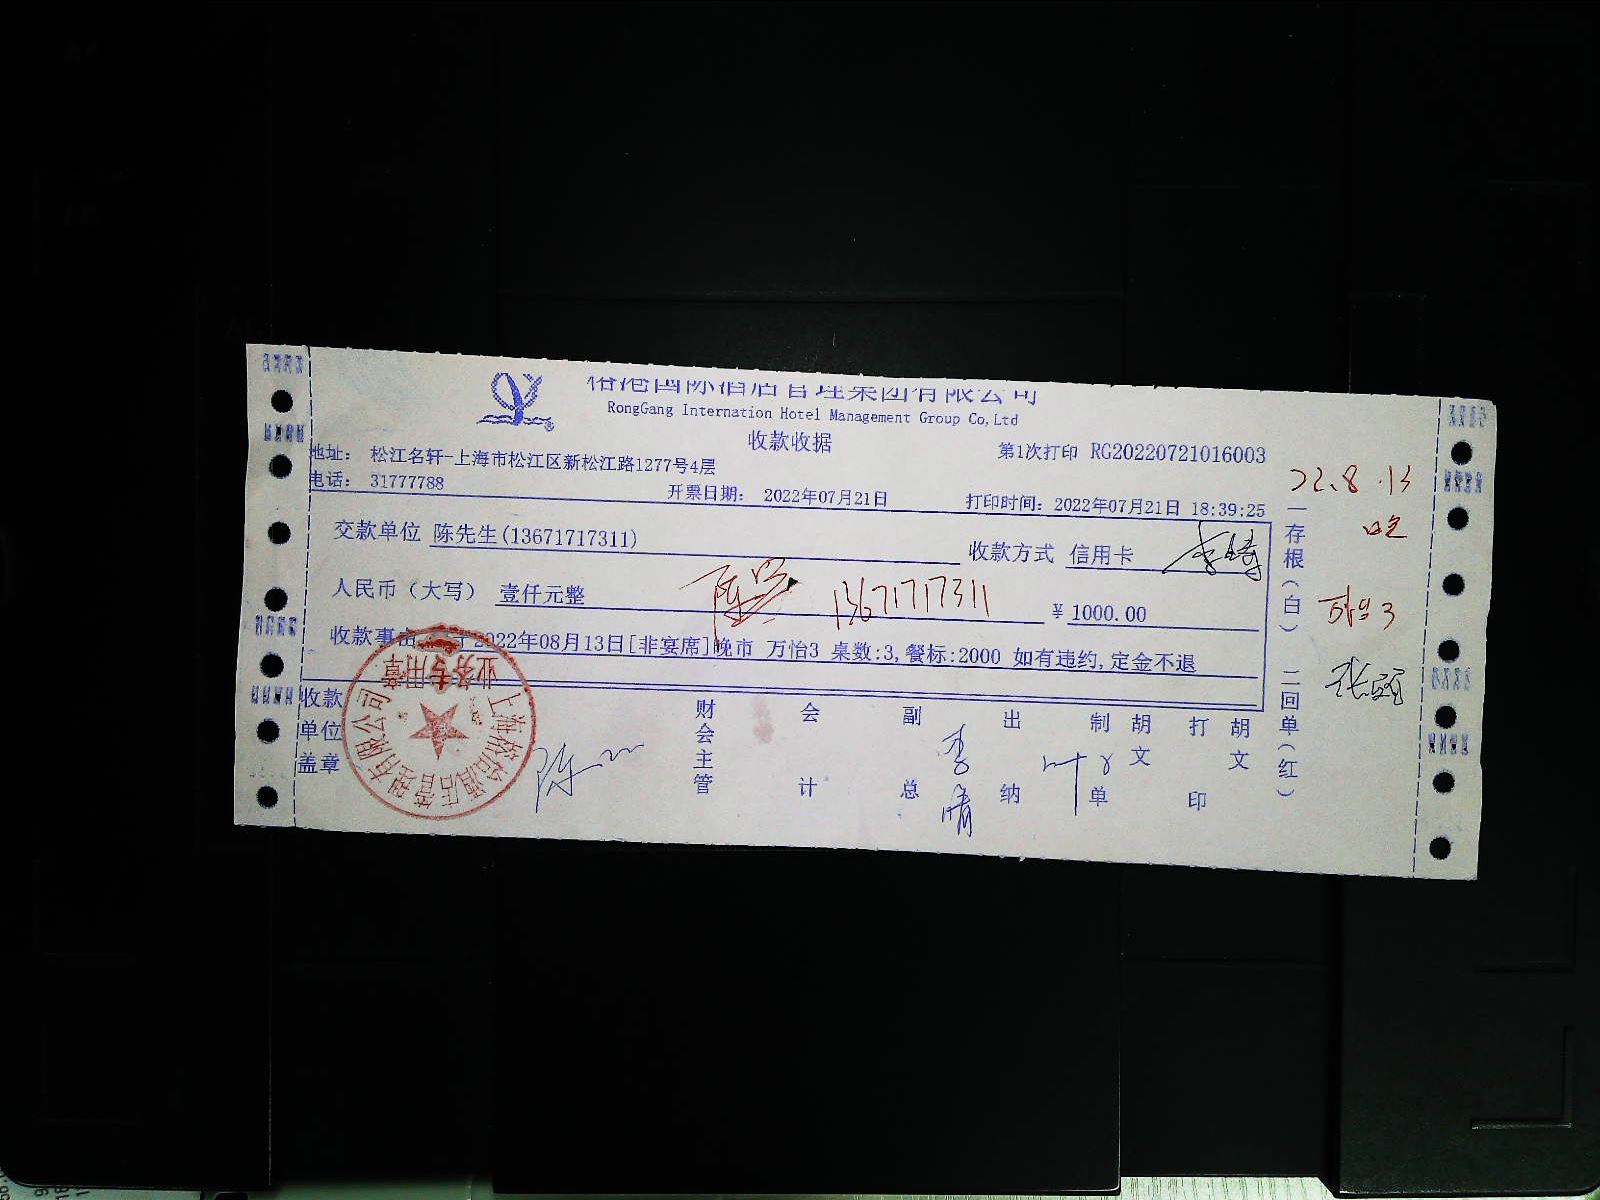 榕港国际酒店管理集团有限公司
RongGang Internation Hotel Management Group Co,Ltd
收款收据
第1次打印 RG20220721016003
地址: 松江名轩-上海市松江区新松江路1277号4层
电话: 31777788
开票日期: 2022年07月21日
打印时间: 2022年07月21日 18:39:25
22.8.13
交款单位 陈先生(13671717311)
收款方式 信用卡
人民币(大写) 壹仟元整
13671717311
¥1000.00
万怡3
收款事由 2022年08月13日[非宴席]晚市 万怡3 桌数:3,餐标:2000 如有违约,定金不退
一存根(白) 二回单(红)
收款单位盖章
财会主管
会计
副总
出纳
制单
胡文
打印
胡文
业务专用章